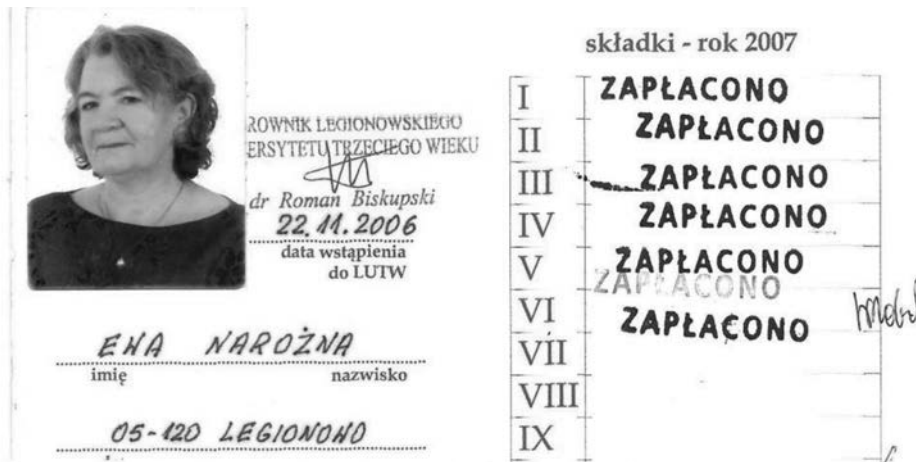 ROWNIK LEGIONOWSKIEGO
ERSYTETU TRZECIEGO WIEKU
dr Roman Biskupski
22.11.2006
data wstąpienia
do LUTW
EWA NAROŻNA
imię nazwisko
05-120 LEGIONOWO
składki - rok 2007
I ZAPŁACONO
II ZAPŁACONO
III ZAPŁACONO
IV ZAPŁACONO
V ZAPŁACONO
ZAPŁACONO
VI ZAPŁACONO
VII
VIII
IX